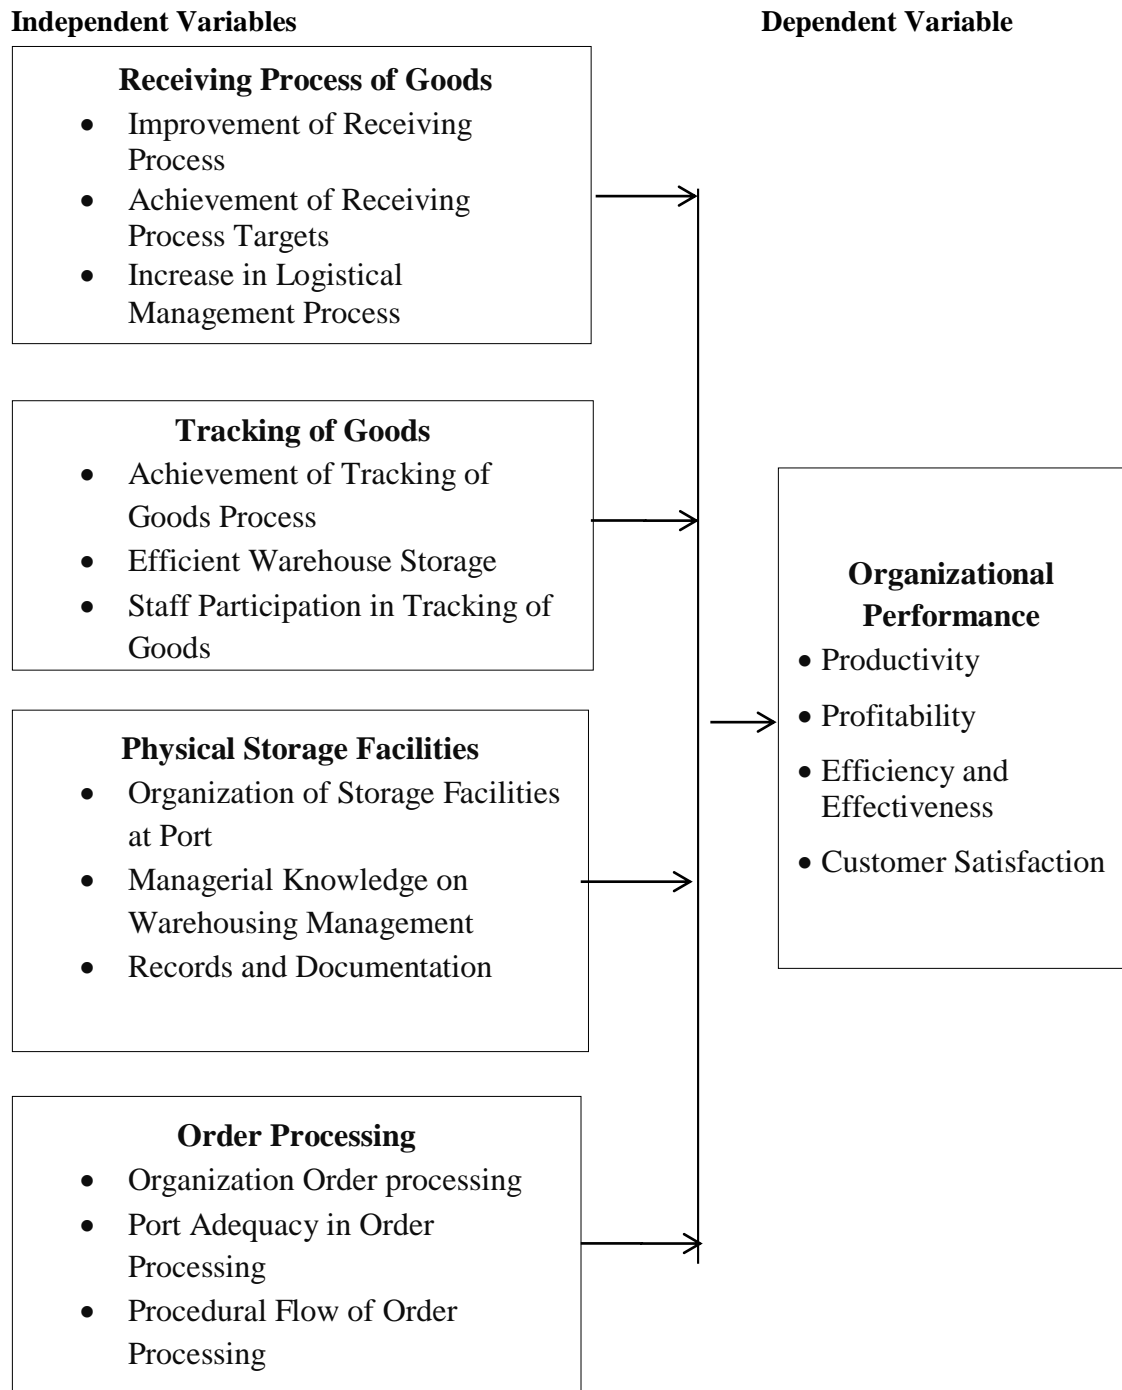 Independent Variables
Dependent Variable
Receiving Process of Goods
• Improvement of Receiving
Process
• Achievement of Receiving
Process Targets
• Increase in Logistical
Management Process
Tracking of Goods
• Achievement of Tracking of
Goods Process
• Efficient Warehouse Storage
• Staff Participation in Tracking of
Goods
Physical Storage Facilities
• Organization of Storage Facilities
at Port
• Managerial Knowledge on
Warehousing Management
• Records and Documentation
Order Processing
• Organization Order processing
• Port Adequacy in Order
Processing
• Procedural Flow of Order
Processing
Organizational
Performance
• Productivity
• Profitability
• Efficiency and
Effectiveness
• Customer Satisfaction